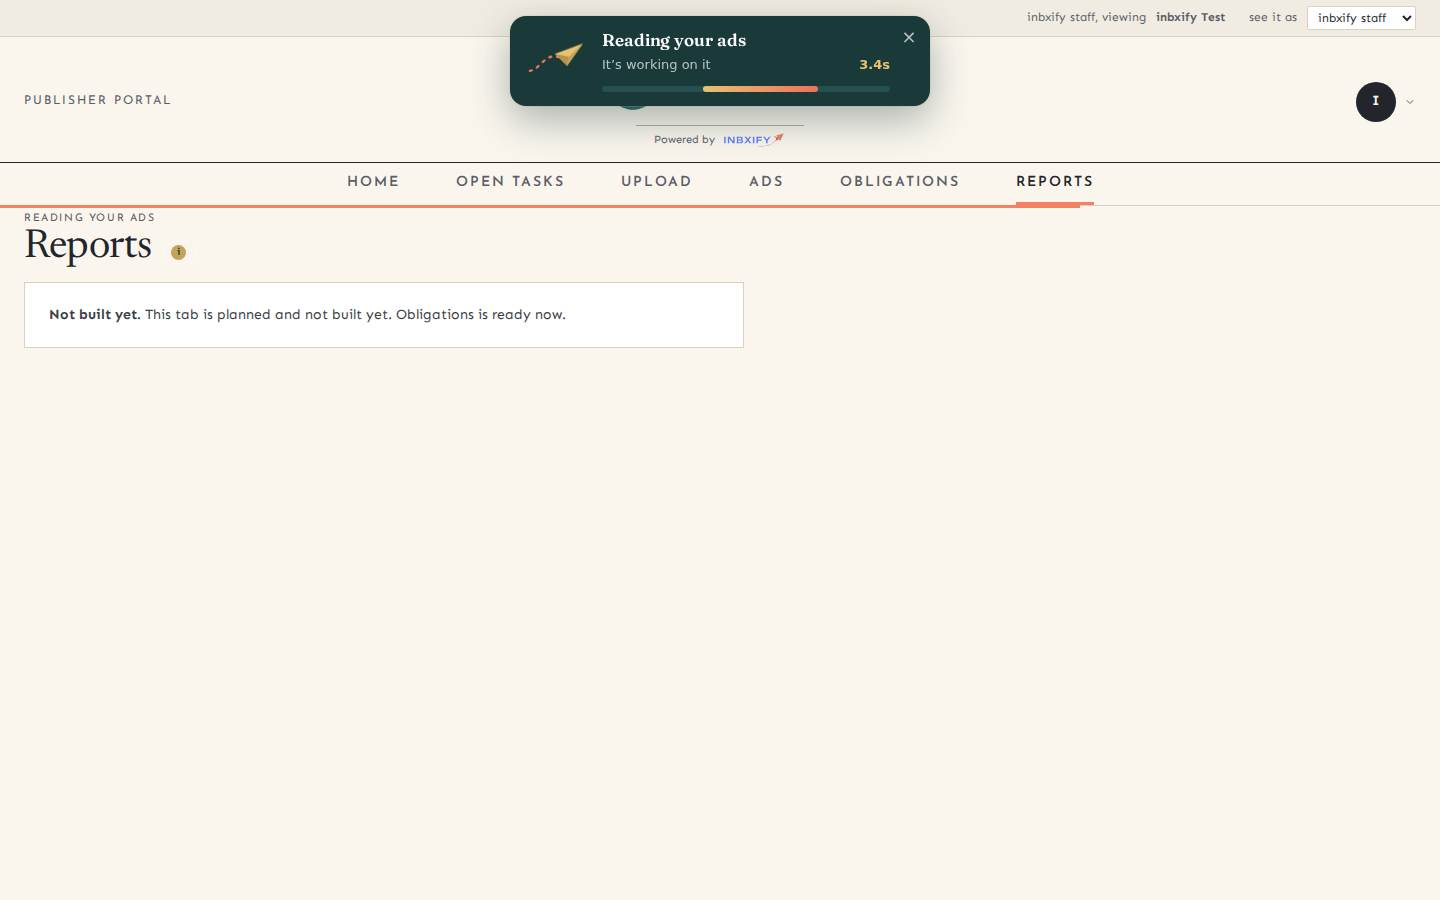 inbxify staff, viewing inbxify Test see it as inbxify staff
Reading your ads
It’s working on it 3.4s
PUBLISHER PORTAL
I
Powered by INBXIFY
HOME OPEN TASKS UPLOAD ADS OBLIGATIONS REPORTS
READING YOUR ADS
Reports i
Not built yet. This tab is planned and not built yet. Obligations is ready now.